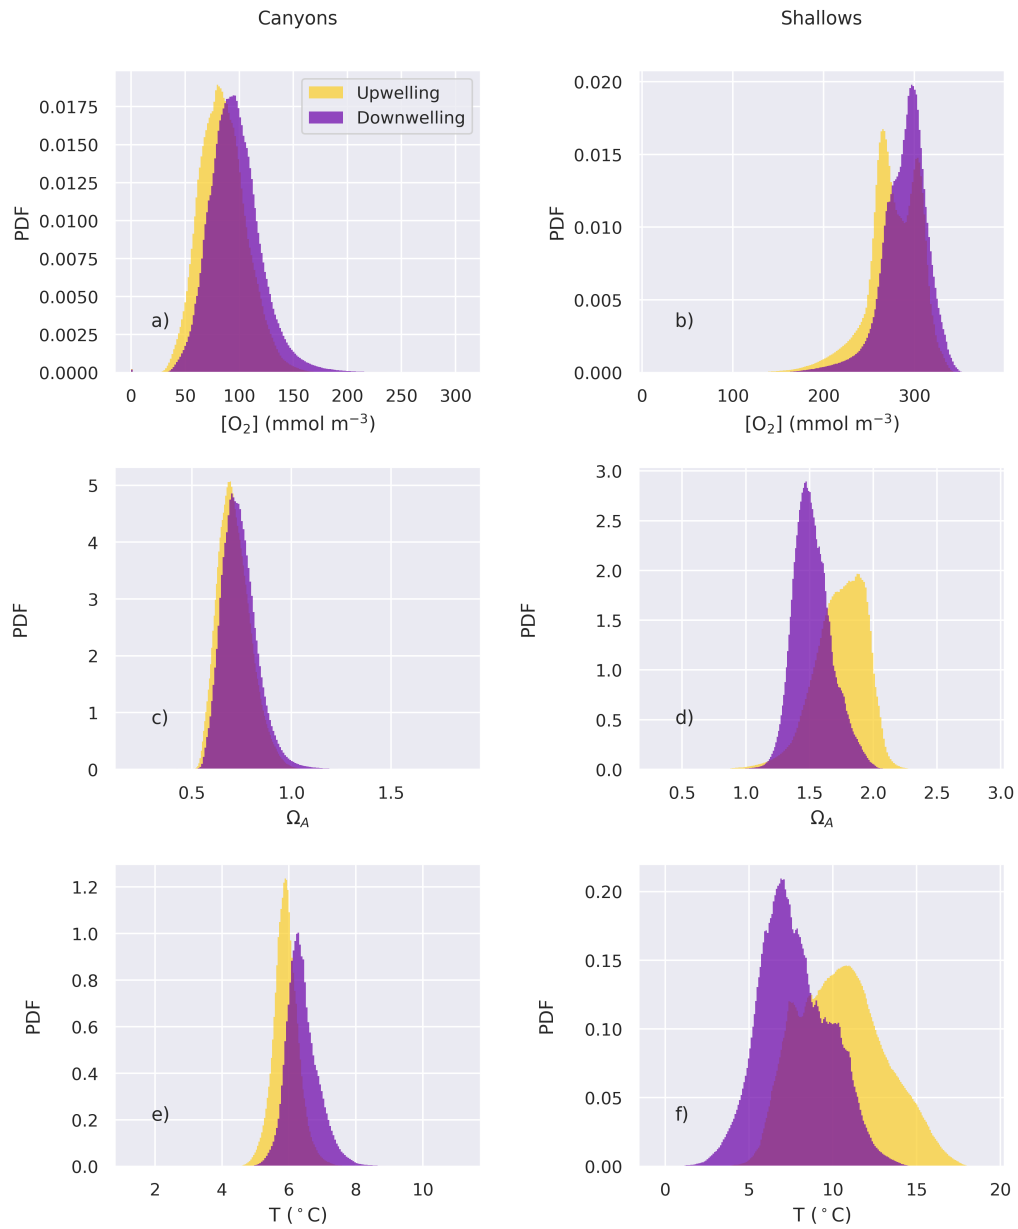 Canyons
Shallows
0.0175
0.0150
0.0125
0.0100
0.0075
0.0050
0.0025
0.0000
PDF
Upwelling
Downwelling
a)
0 50 100 150 200 250 300
[O₂] (mmol m⁻³)
0.020
0.015
0.010
0.005
0.000
PDF
b)
0 100 200 300
[O₂] (mmol m⁻³)
5
4
3
2
1
0
PDF
c)
0.5 1.0 1.5
Ω_A
3.0
2.5
2.0
1.5
1.0
0.5
0.0
PDF
d)
0.5 1.0 1.5 2.0 2.5 3.0
Ω_A
1.2
1.0
0.8
0.6
0.4
0.2
0.0
PDF
e)
2 4 6 8 10
T (°C)
0.20
0.15
0.10
0.05
0.00
PDF
f)
0 5 10 15 20
T (°C)